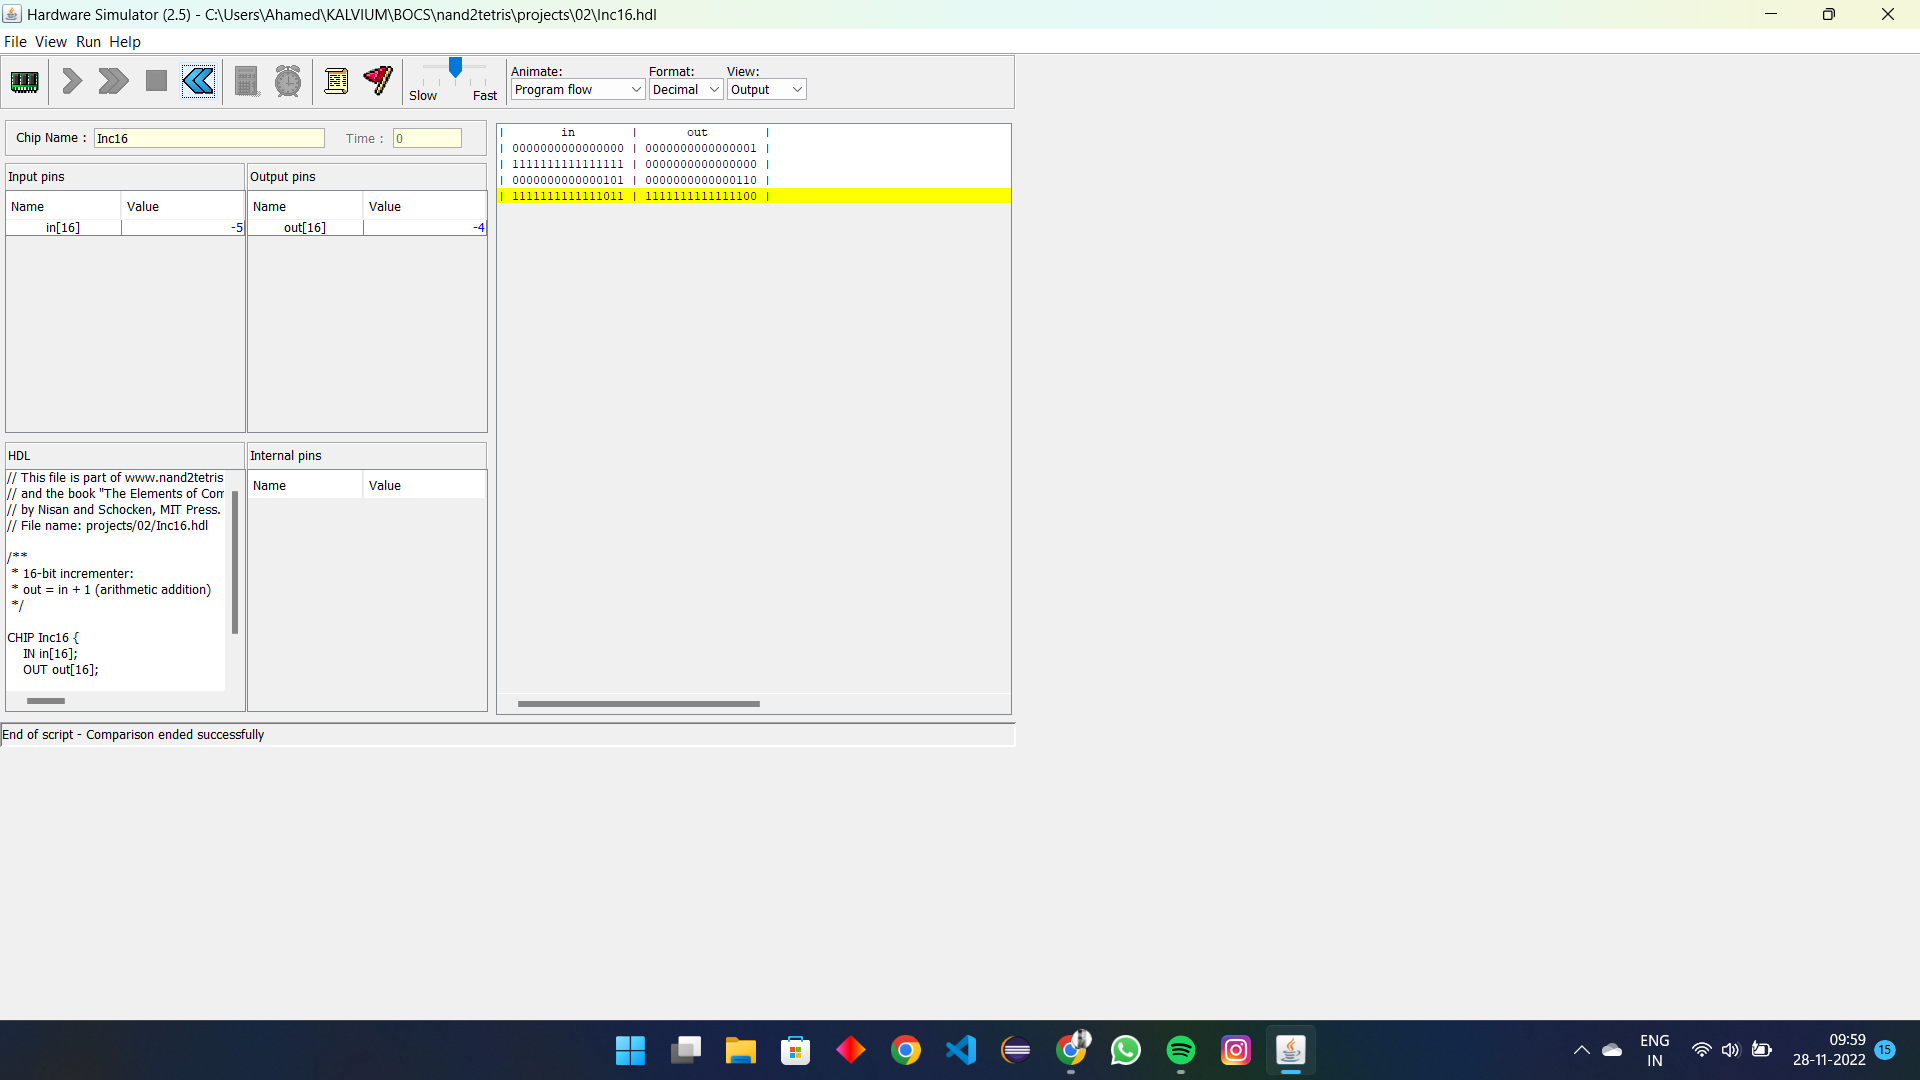 Hardware Simulator (2.5) - C:\Users\Ahamed\KALVIUM\BOCS\nand2tetris\projects\02\Inc16.hdl
File View Run Help
Slow Fast
Animate: Format: View:
Program flow Decimal Output
Chip Name : Inc16 Time : 0
Input pins Output pins
Name Value Name Value
in[16] -5 out[16] -4
| in | out |
| 0000000000000000 | 0000000000000001 |
| 1111111111111111 | 0000000000000000 |
| 0000000000000101 | 0000000000000110 |
| 1111111111111011 | 1111111111111100 |
HDL
// This file is part of www.nand2tetris
// and the book "The Elements of Com
// by Nisan and Schocken, MIT Press.
// File name: projects/02/Inc16.hdl
/**
* 16-bit incrementer:
* out = in + 1 (arithmetic addition)
*/
CHIP Inc16 {
IN in[16];
OUT out[16];
Internal pins
Name Value
End of script - Comparison ended successfully
ENG
IN
09:59
28-11-2022
15